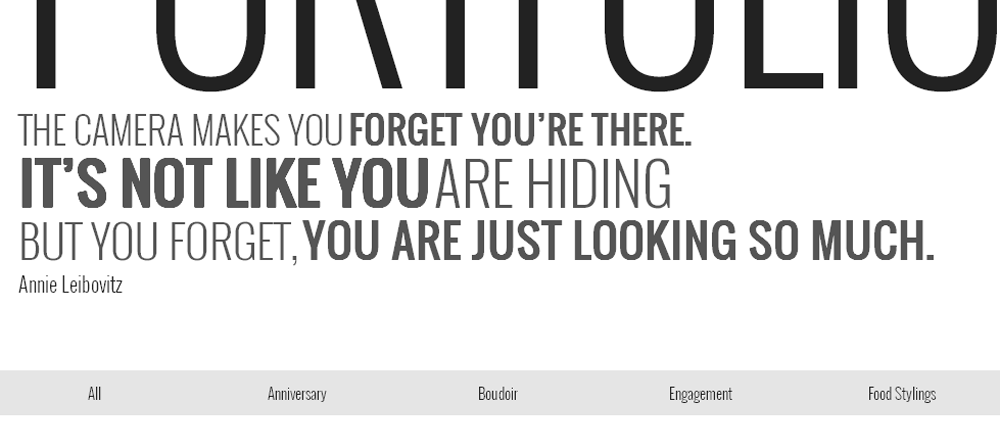 PORTFOLIO
THE CAMERA MAKES YOU FORGET YOU’RE THERE.
IT’S NOT LIKE YOU ARE HIDING
BUT YOU FORGET, YOU ARE JUST LOOKING SO MUCH.
Annie Leibovitz
All Anniversary Boudoir Engagement Food Stylings